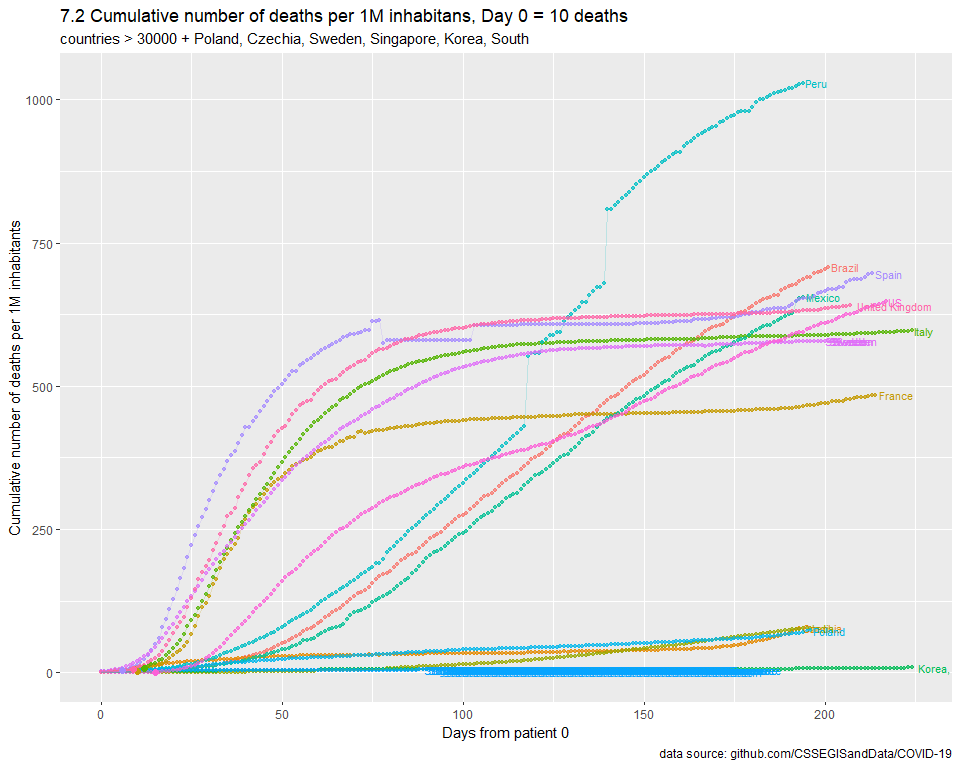 7.2 Cumulative number of deaths per 1M inhabitans, Day 0 = 10 deaths
countries > 30000 + Poland, Czechia, Sweden, Singapore, Korea, South
Cumulative number of deaths per 1M inhabitants
1000
750
500
250
0
Peru
Brazil
Spain
Mexico
US
United Kingdom
Italy
Sweden
France
Poland
Korea,
0
50
100
150
200
Days from patient 0
data source: github.com/CSSEGISandData/COVID-19